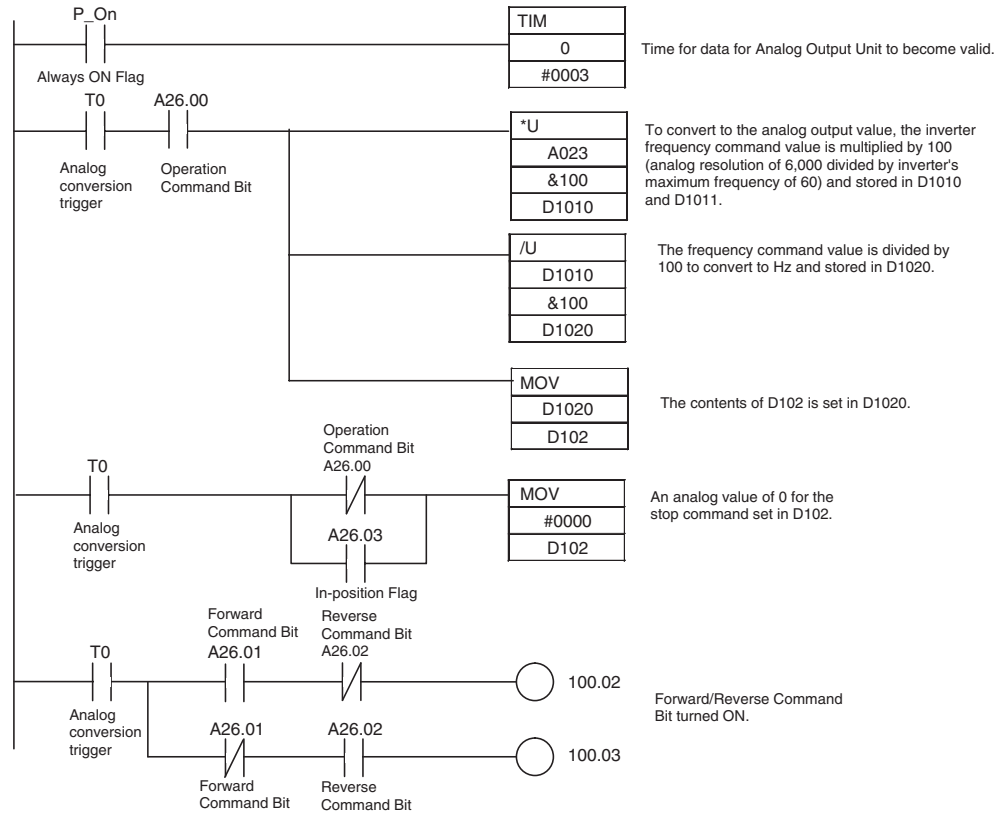 P_On
Always ON Flag
TIM
0
#0003
Time for data for Analog Output Unit to become valid.
T0
A26.00
Analog
conversion
trigger
Operation
Command Bit
*U
A023
&100
D1010
To convert to the analog output value, the inverter
frequency command value is multiplied by 100
(analog resolution of 6,000 divided by inverter's
maximum frequency of 60) and stored in D1010
and D1011.
/U
D1010
&100
D1020
The frequency command value is divided by
100 to convert to Hz and stored in D1020.
MOV
D1020
D102
The contents of D102 is set in D1020.
T0
Analog
conversion
trigger
Operation
Command Bit
A26.00
A26.03
In-position Flag
MOV
#0000
D102
An analog value of 0 for the
stop command set in D102.
T0
Analog
conversion
trigger
Forward
Command Bit
A26.01
Reverse
Command Bit
A26.02
100.02
A26.01
Forward
Command Bit
A26.02
Reverse
Command Bit
100.03
Forward/Reverse Command
Bit turned ON.